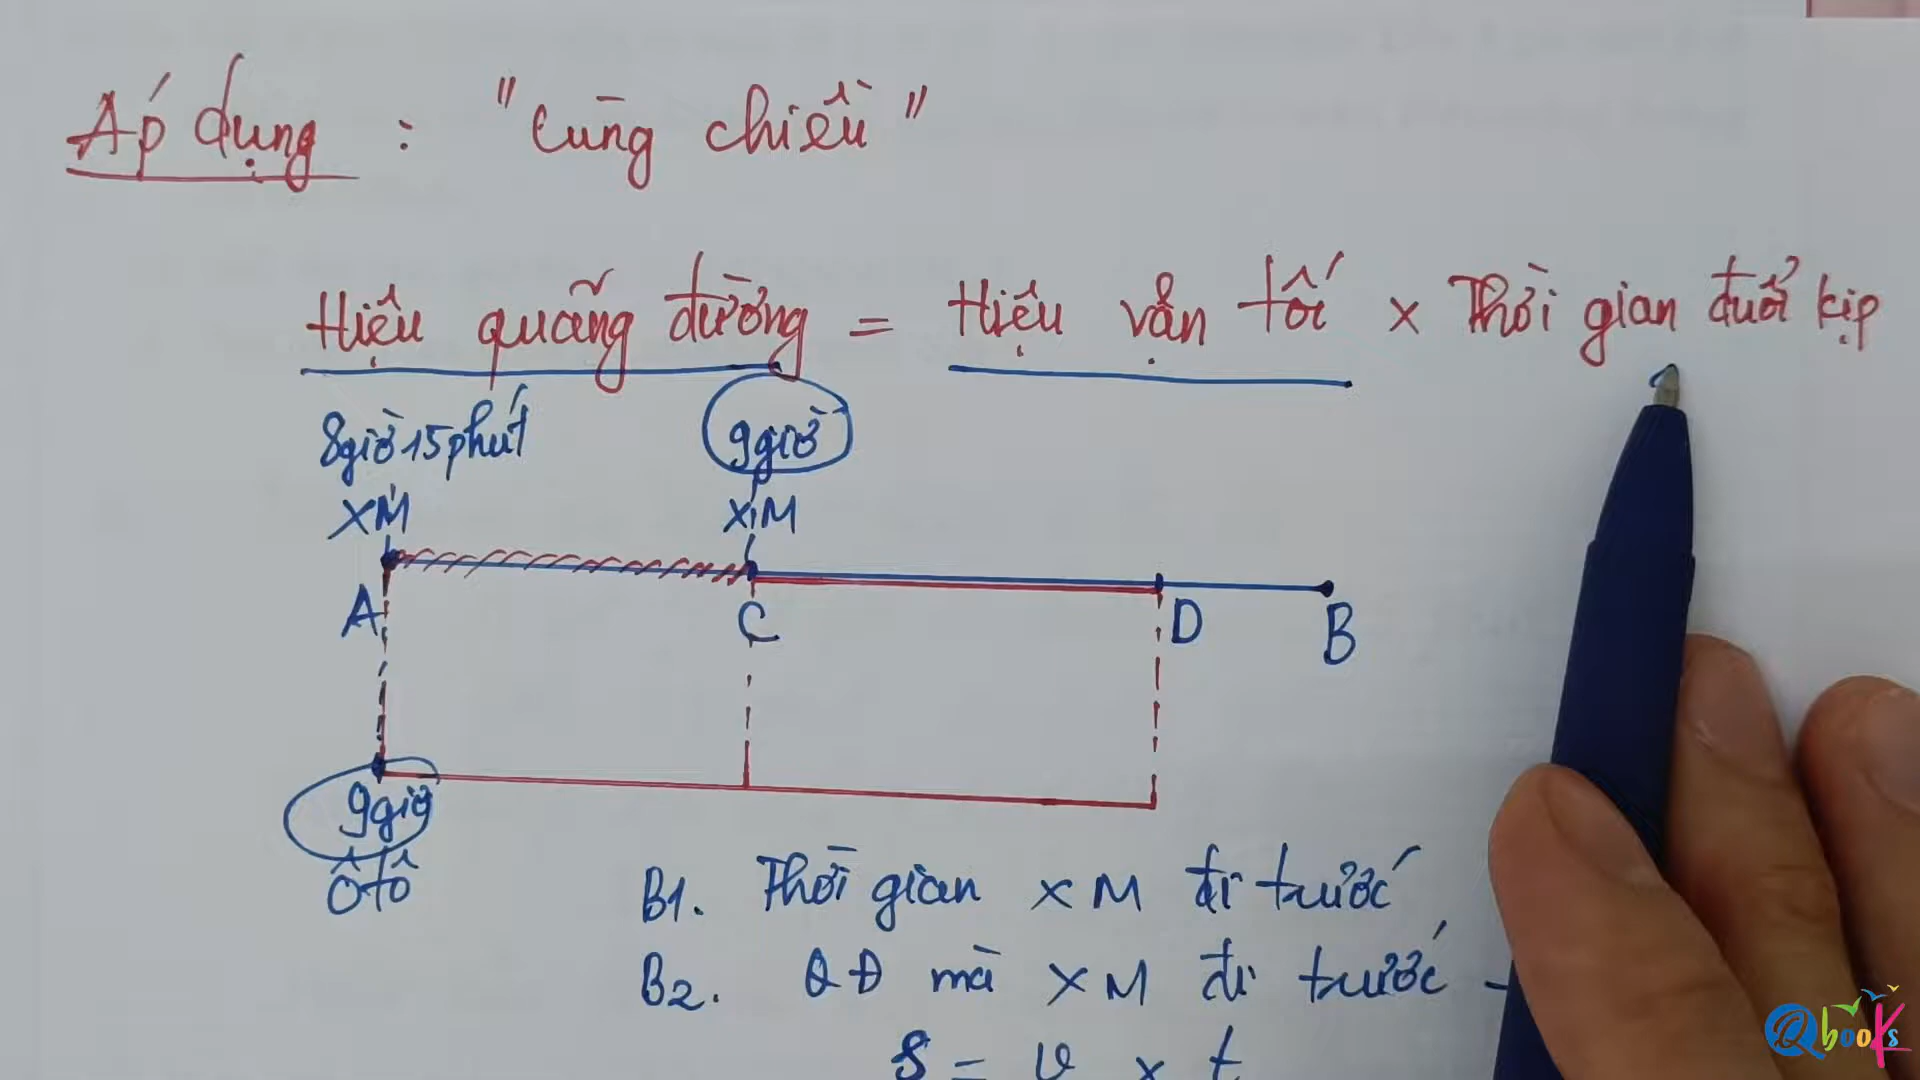 Áp dụng : "Cùng chiều"
Hiệu quãng đường = Hiệu vận tốc × Thời gian đuổi kịp
8giờ 15phút 9giờ
XM XM
A C D B
9giờ
Ô tô
B1. Thời gian XM đi trước
B2. QĐ mà XM đi trước -
S = v × t
Qbooks